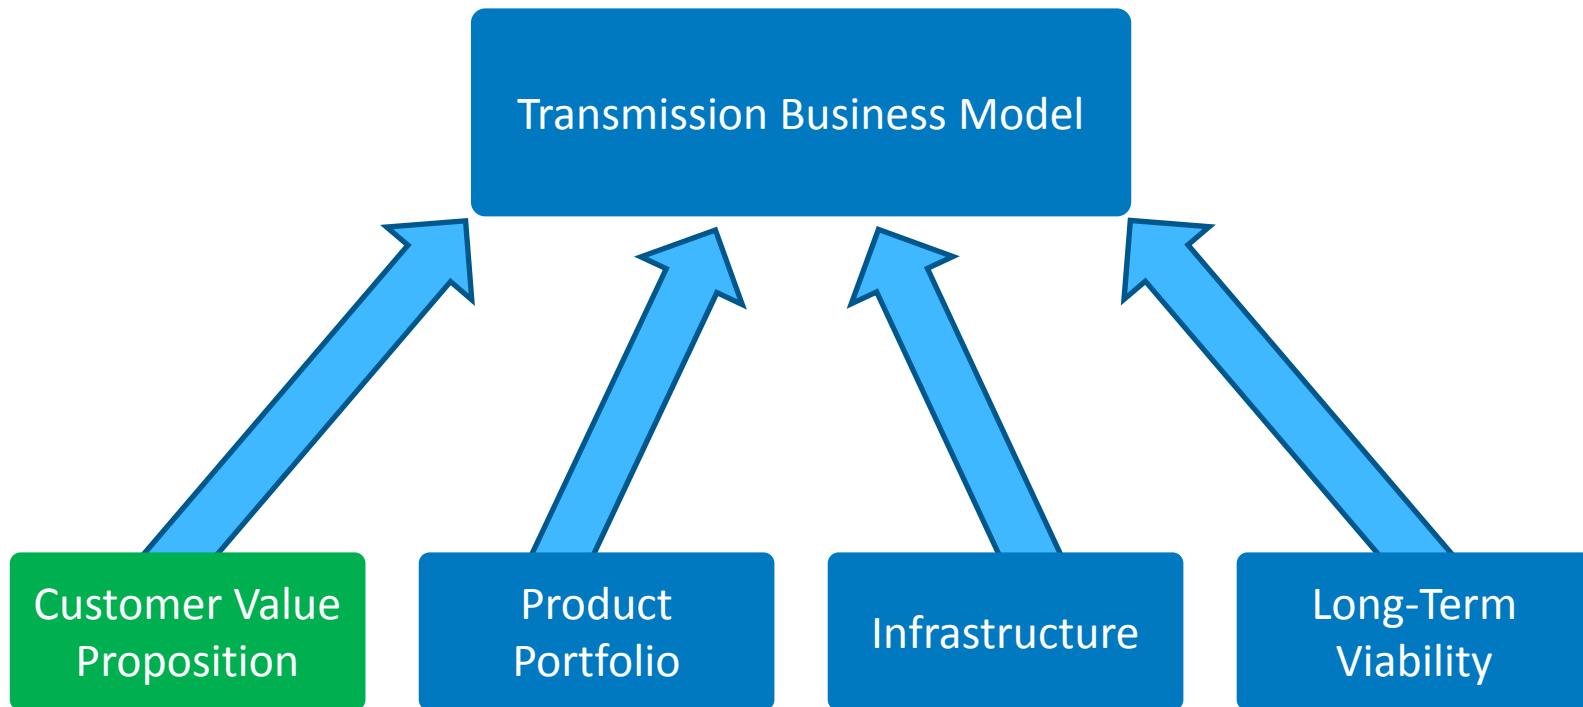 Transmission Business Model
Customer Value
Proposition
Product
Portfolio
Infrastructure
Long-Term
Viability